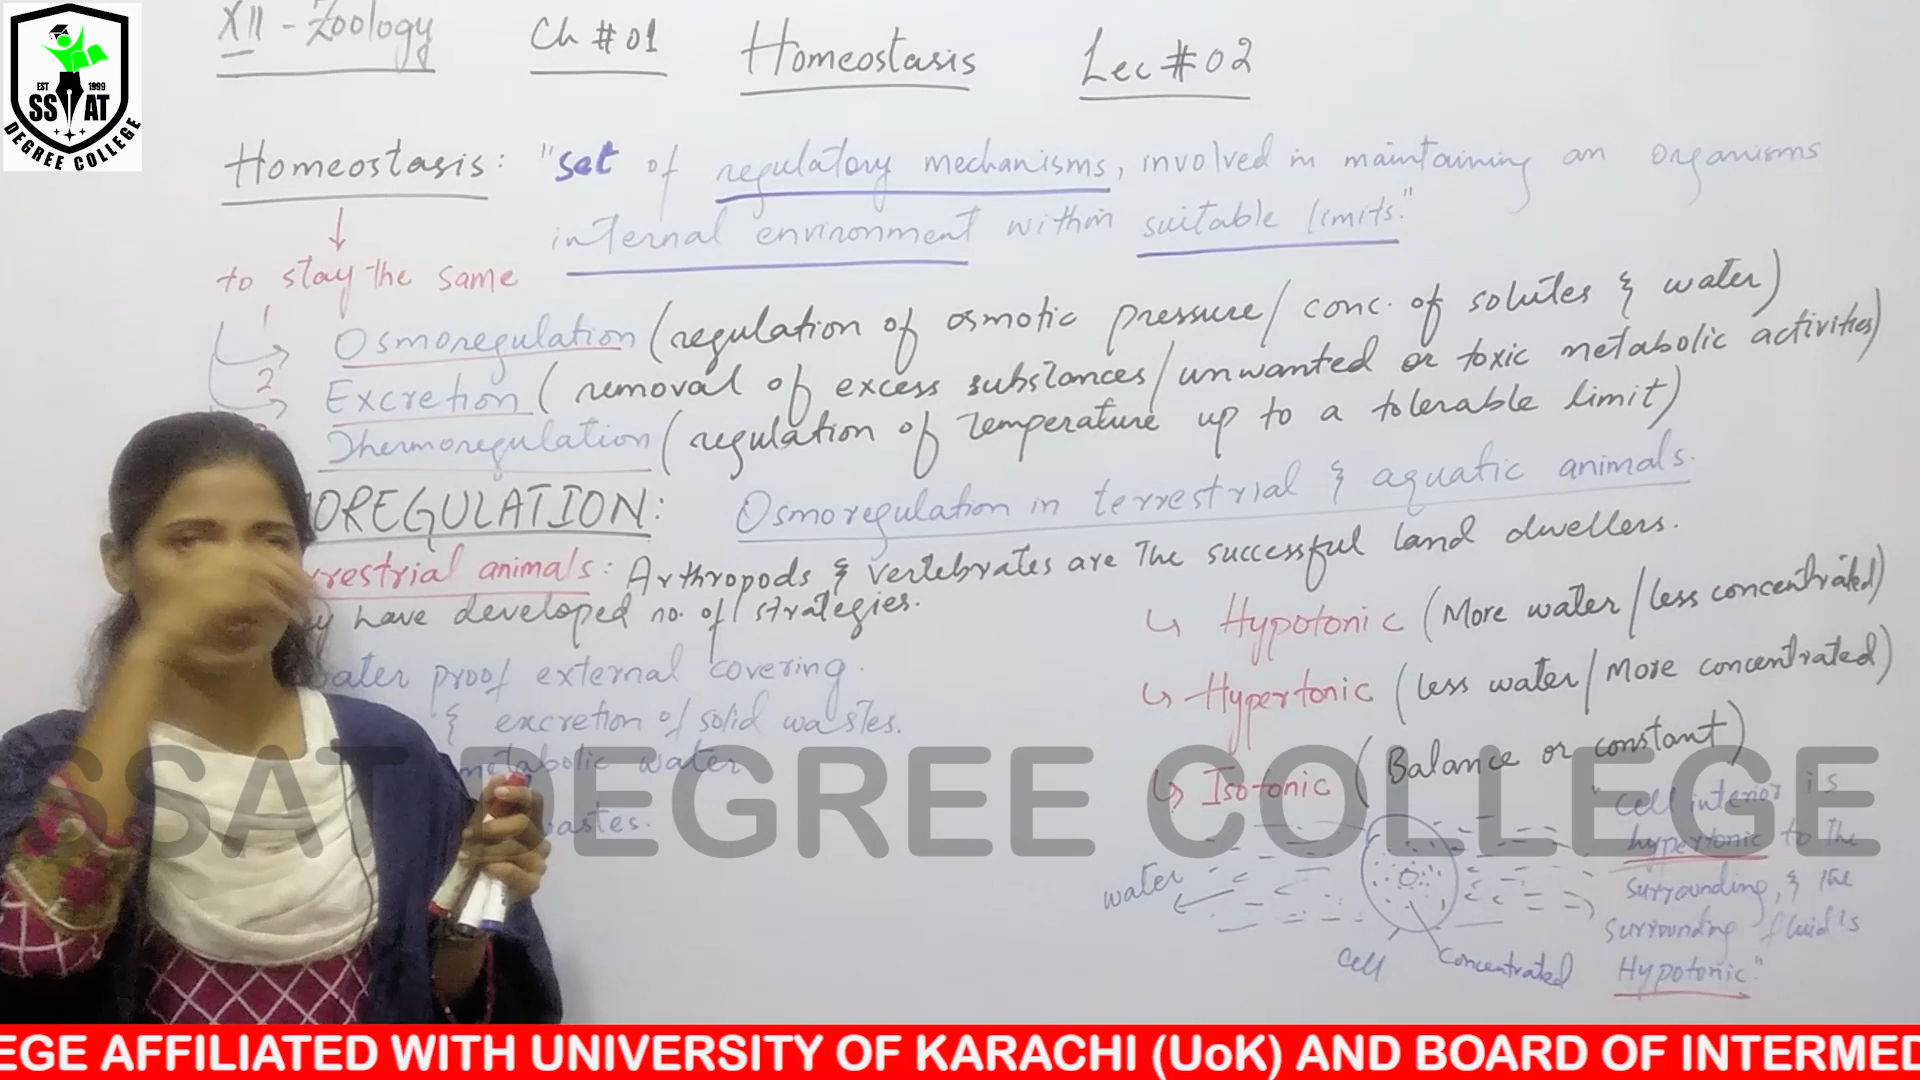 XII - Zoology Ch # 01 Homeostasis Lec # 02
EST 1999
SSAT
DEGREE COLLEGE
Homeostasis: "set of regulatory mechanisms, involved in maintaining an organisms
internal environment within suitable limits."
to stay the same
1 Osmoregulation (regulation of osmotic pressure/ conc. of solutes & water)
2 Excretion (removal of excess substances/unwanted or toxic metabolic activities)
Thermoregulation (regulation of temperature up to a tolerable limit)
OREGULATION: Osmoregulation in terrestrial & aquatic animals.
rrestrial animals: Arthropods & vertebrates are the successful land dwellers.
have developed no. of strategies.
ater proof external covering.
& excretion of solid wastes.
metabolic water
wastes.
Hypotonic (More water/less concentrated)
Hypertonic (less water/More concentrated)
Isotonic (Balance or constant)
"cell interior is
hypertonic to the
surrounding, & the
surrounding fluid is
Hypotonic."
water
cell
concentrated
SSAT DEGREE COLLEGE
EGE AFFILIATED WITH UNIVERSITY OF KARACHI (UoK) AND BOARD OF INTERMED